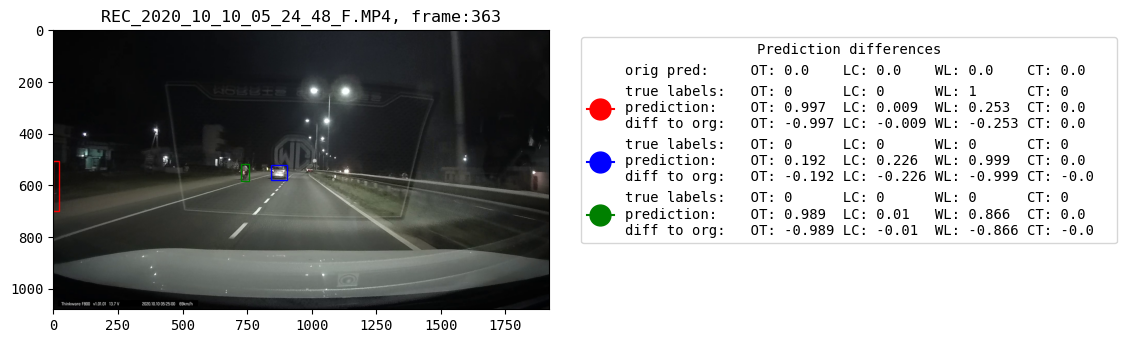 REC_2020_10_10_05_24_48_F.MP4, frame:363
0
200
400
600
800
1000
0
250
500
750
1000
1250
1500
1750
Prediction differences
orig pred: OT: 0.0 LC: 0.0 WL: 0.0 CT: 0.0
true labels: OT: 0 LC: 0 WL: 1 CT: 0
prediction: OT: 0.997 LC: 0.009 WL: 0.253 CT: 0.0
diff to org: OT: -0.997 LC: -0.009 WL: -0.253 CT: 0.0
true labels: OT: 0 LC: 0 WL: 0 CT: 0
prediction: OT: 0.192 LC: 0.226 WL: 0.999 CT: 0.0
diff to org: OT: -0.192 LC: -0.226 WL: -0.999 CT: -0.0
true labels: OT: 0 LC: 0 WL: 0 CT: 0
prediction: OT: 0.989 LC: 0.01 WL: 0.866 CT: 0.0
diff to org: OT: -0.989 LC: -0.01 WL: -0.866 CT: -0.0